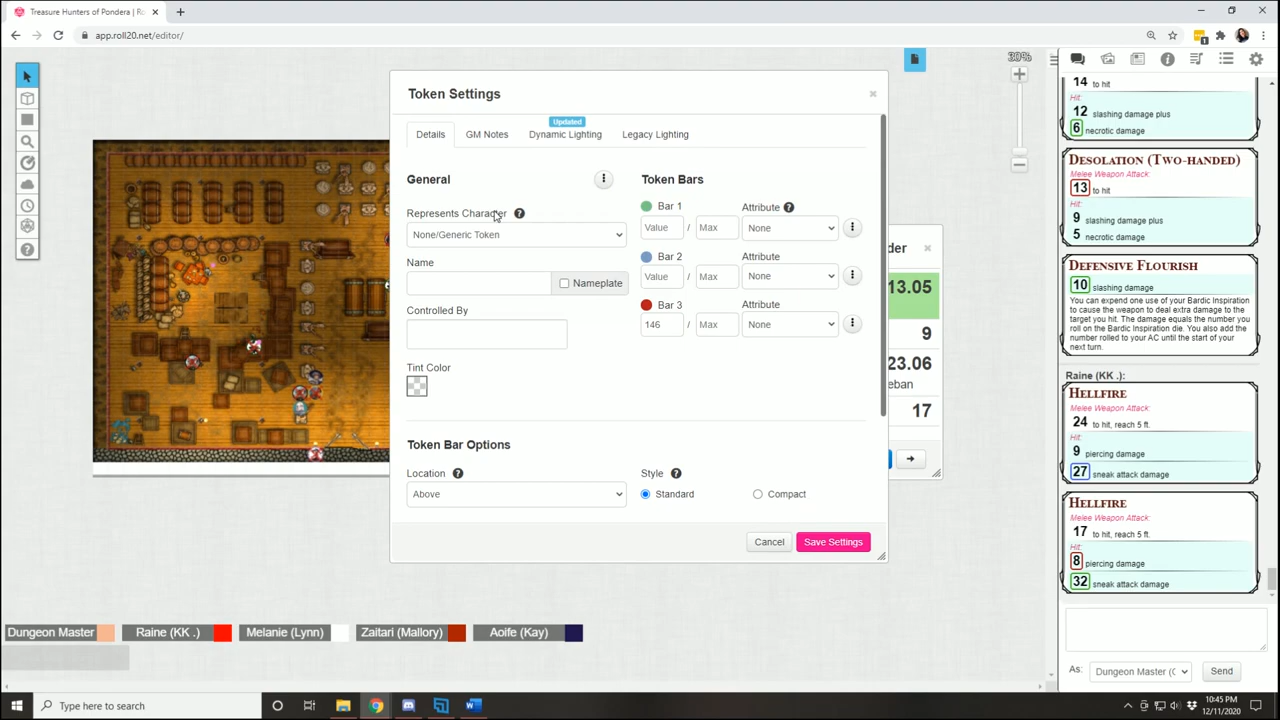 Treasure Hunters of Pondera | Ro
app.roll20.net/editor/
1
30%
Token Settings
Updated
Details
GM Notes
Dynamic Lighting
Legacy Lighting
General
Represents Character
None/Generic Token
Name
Nameplate
Controlled By
Tint Color
Token Bars
Bar 1
Attribute
Value / Max
None
Bar 2
Attribute
Value / Max
None
Bar 3
Attribute
146 / Max
None
Token Bar Options
Location
Above
Style
Standard
Compact
Cancel
Save Settings
der
13.05
9
23.06
eban
17
14 to hit
Hit:
12 slashing damage plus
6 necrotic damage
DESOLATION (TWO-HANDED)
Melee Weapon Attack:
13 to hit
Hit:
9 slashing damage plus
5 necrotic damage
DEFENSIVE FLOURISH
10 slashing damage
You can expend one use of your Bardic Inspiration
to cause the weapon to deal extra damage to the
target you hit. The damage equals the number you
roll on the Bardic Inspiration die. You also add the
number rolled to your AC until the start of your
next turn.
Raine (KK .):
HELLFIRE
Melee Weapon Attack:
24 to hit, reach 5 ft.
Hit:
9 piercing damage
27 sneak attack damage
HELLFIRE
Melee Weapon Attack:
17 to hit, reach 5 ft.
Hit:
8 piercing damage
32 sneak attack damage
As:
Dungeon Master (G
Send
Dungeon Master
Raine (KK .)
Melanie (Lynn)
Zaitari (Mallory)
Aoife (Kay)
Type here to search
10:45 PM
12/11/2020